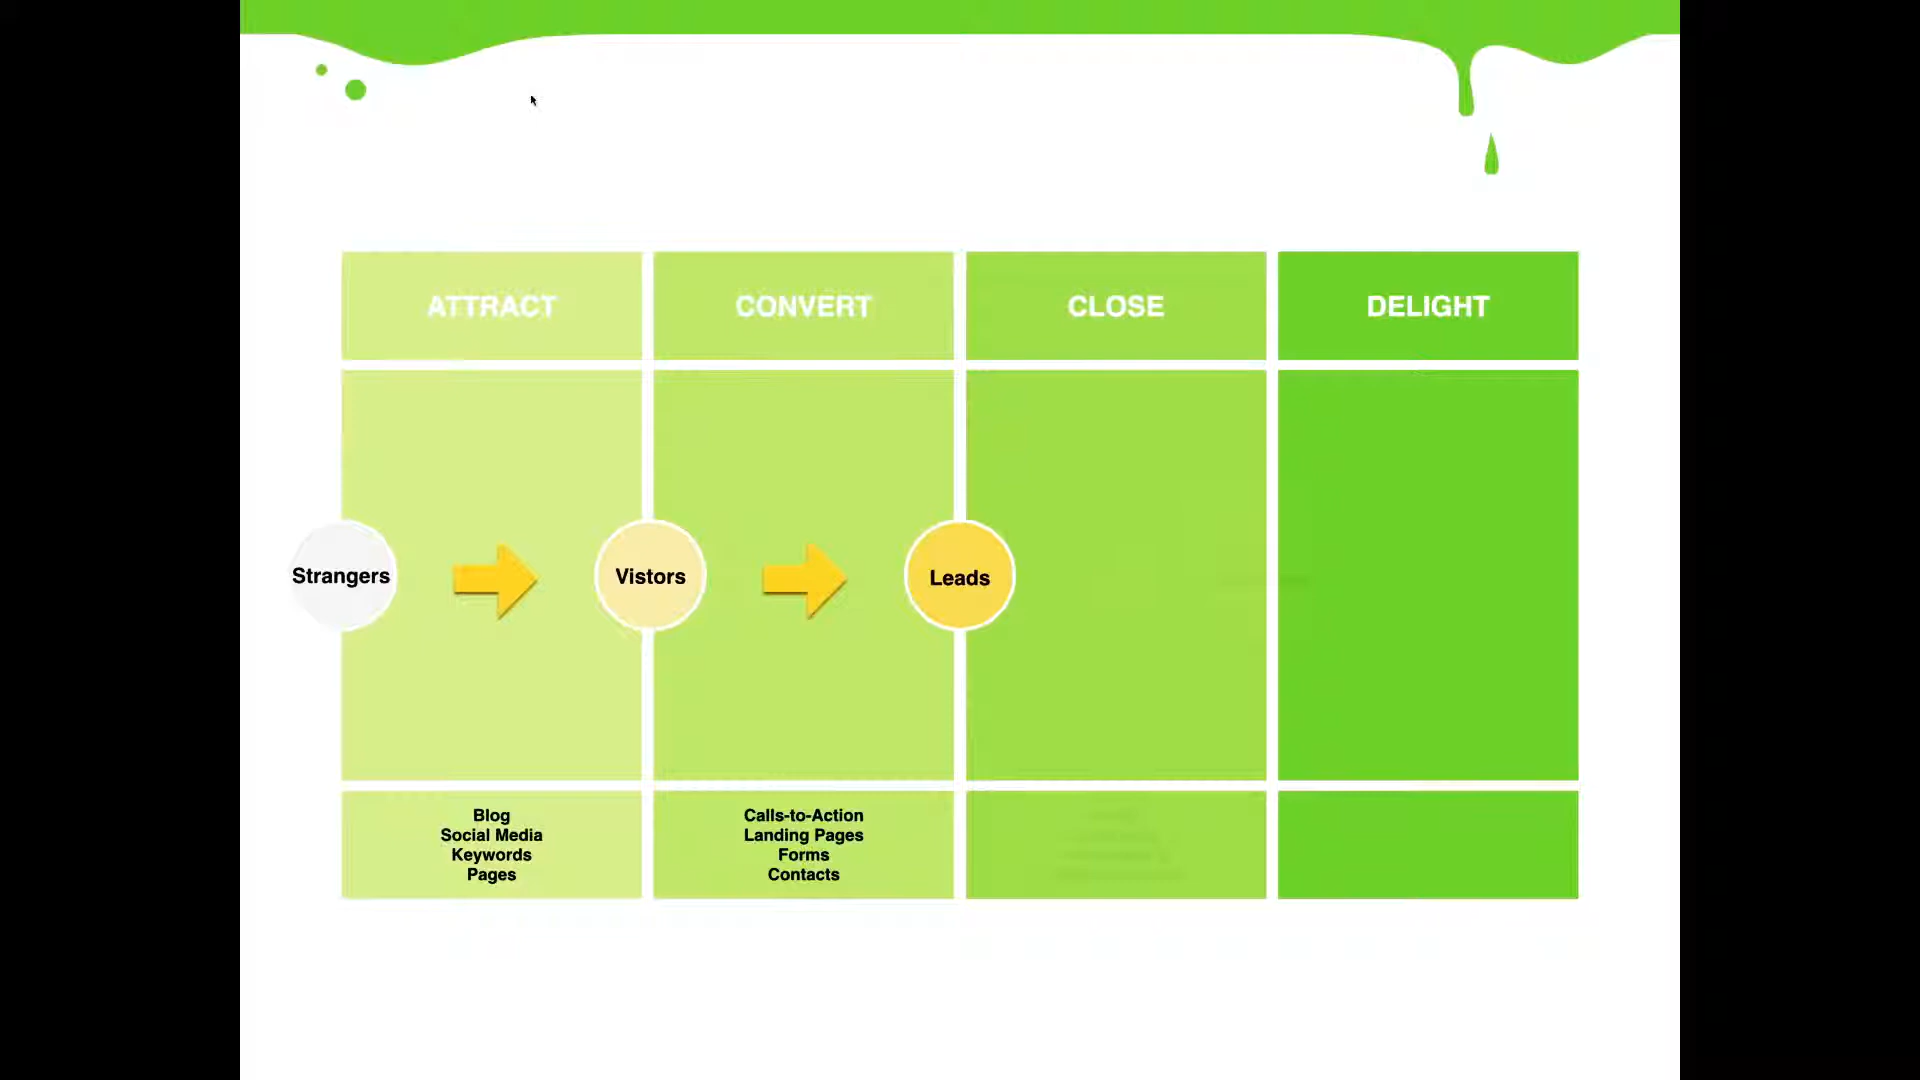 ATTRACT
CONVERT
CLOSE
DELIGHT
Strangers
Vistors
Leads
Blog
Social Media
Keywords
Pages
Calls-to-Action
Landing Pages
Forms
Contacts